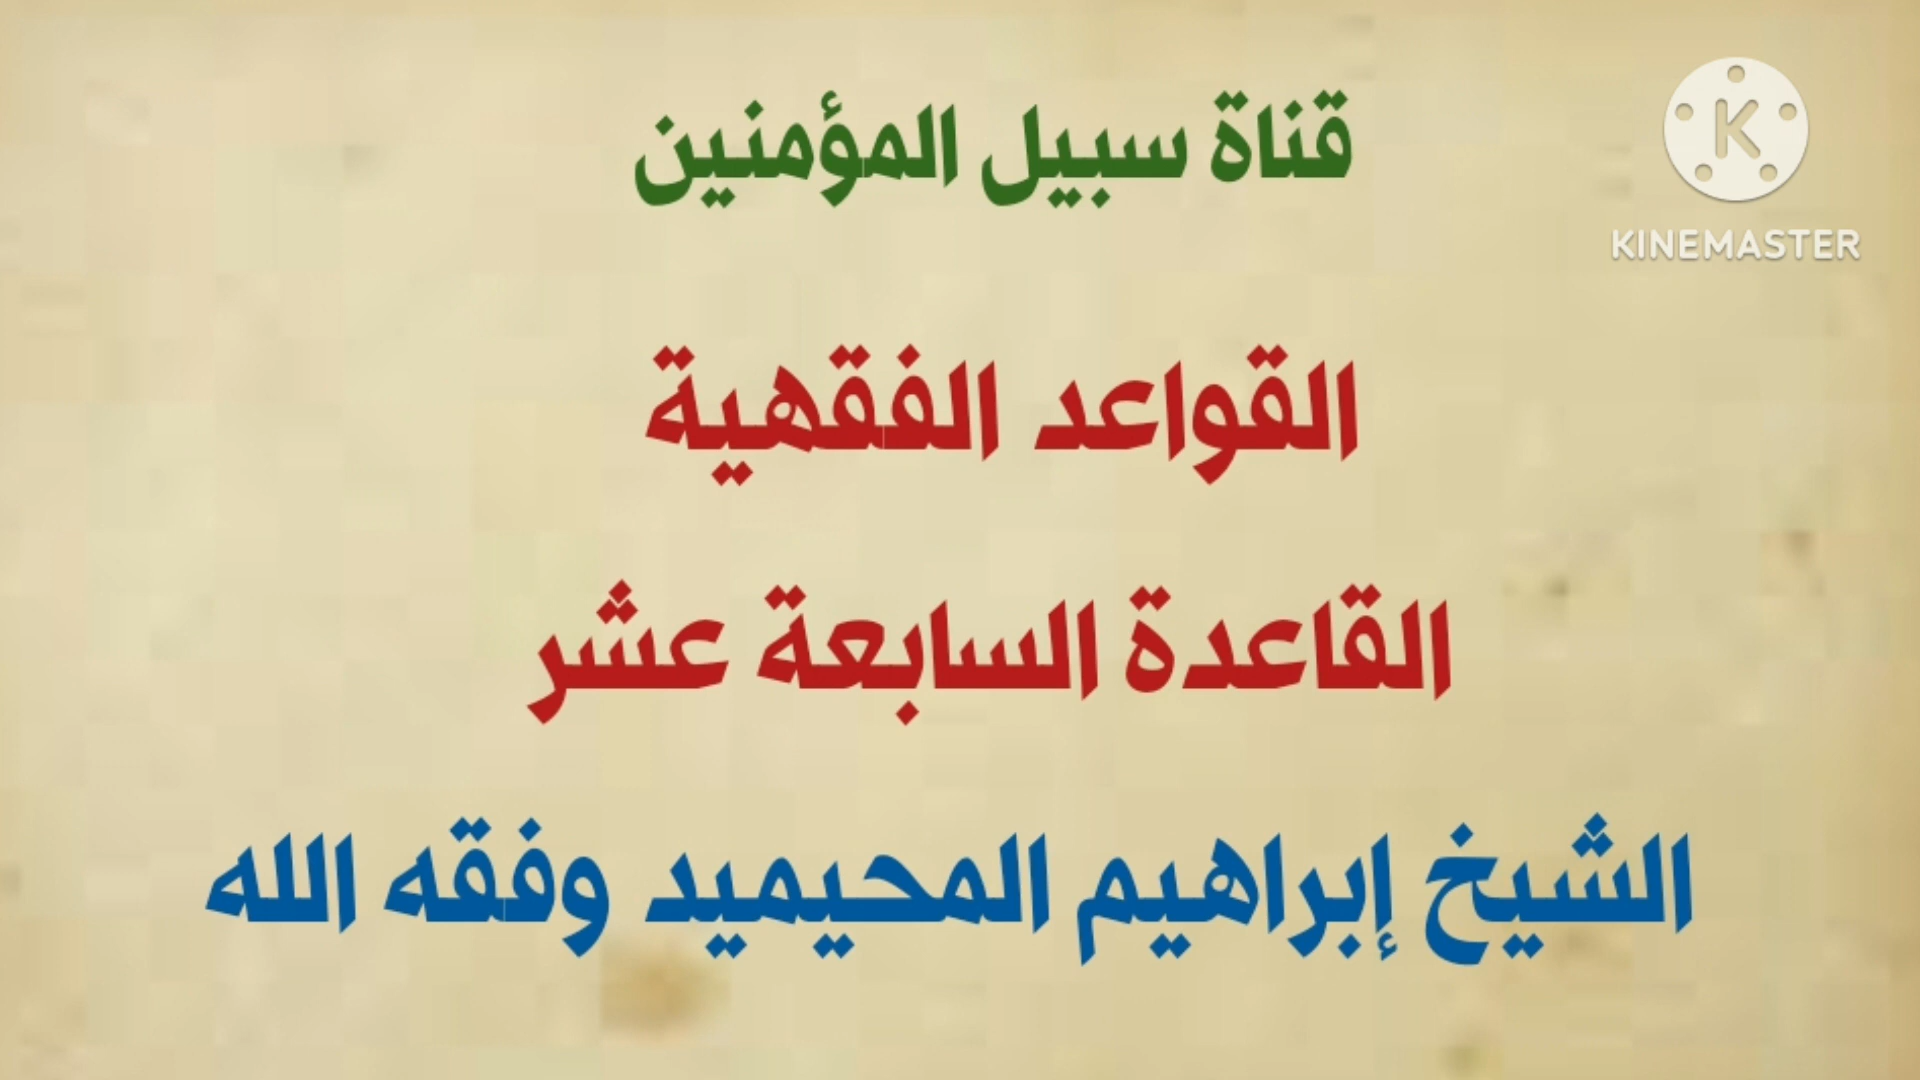 قناة سبيل المؤمنين
KINEMASTER
القواعد الفقهية
القاعدة السابعة عشر
الشيخ إبراهيم المحيميد وفقه الله